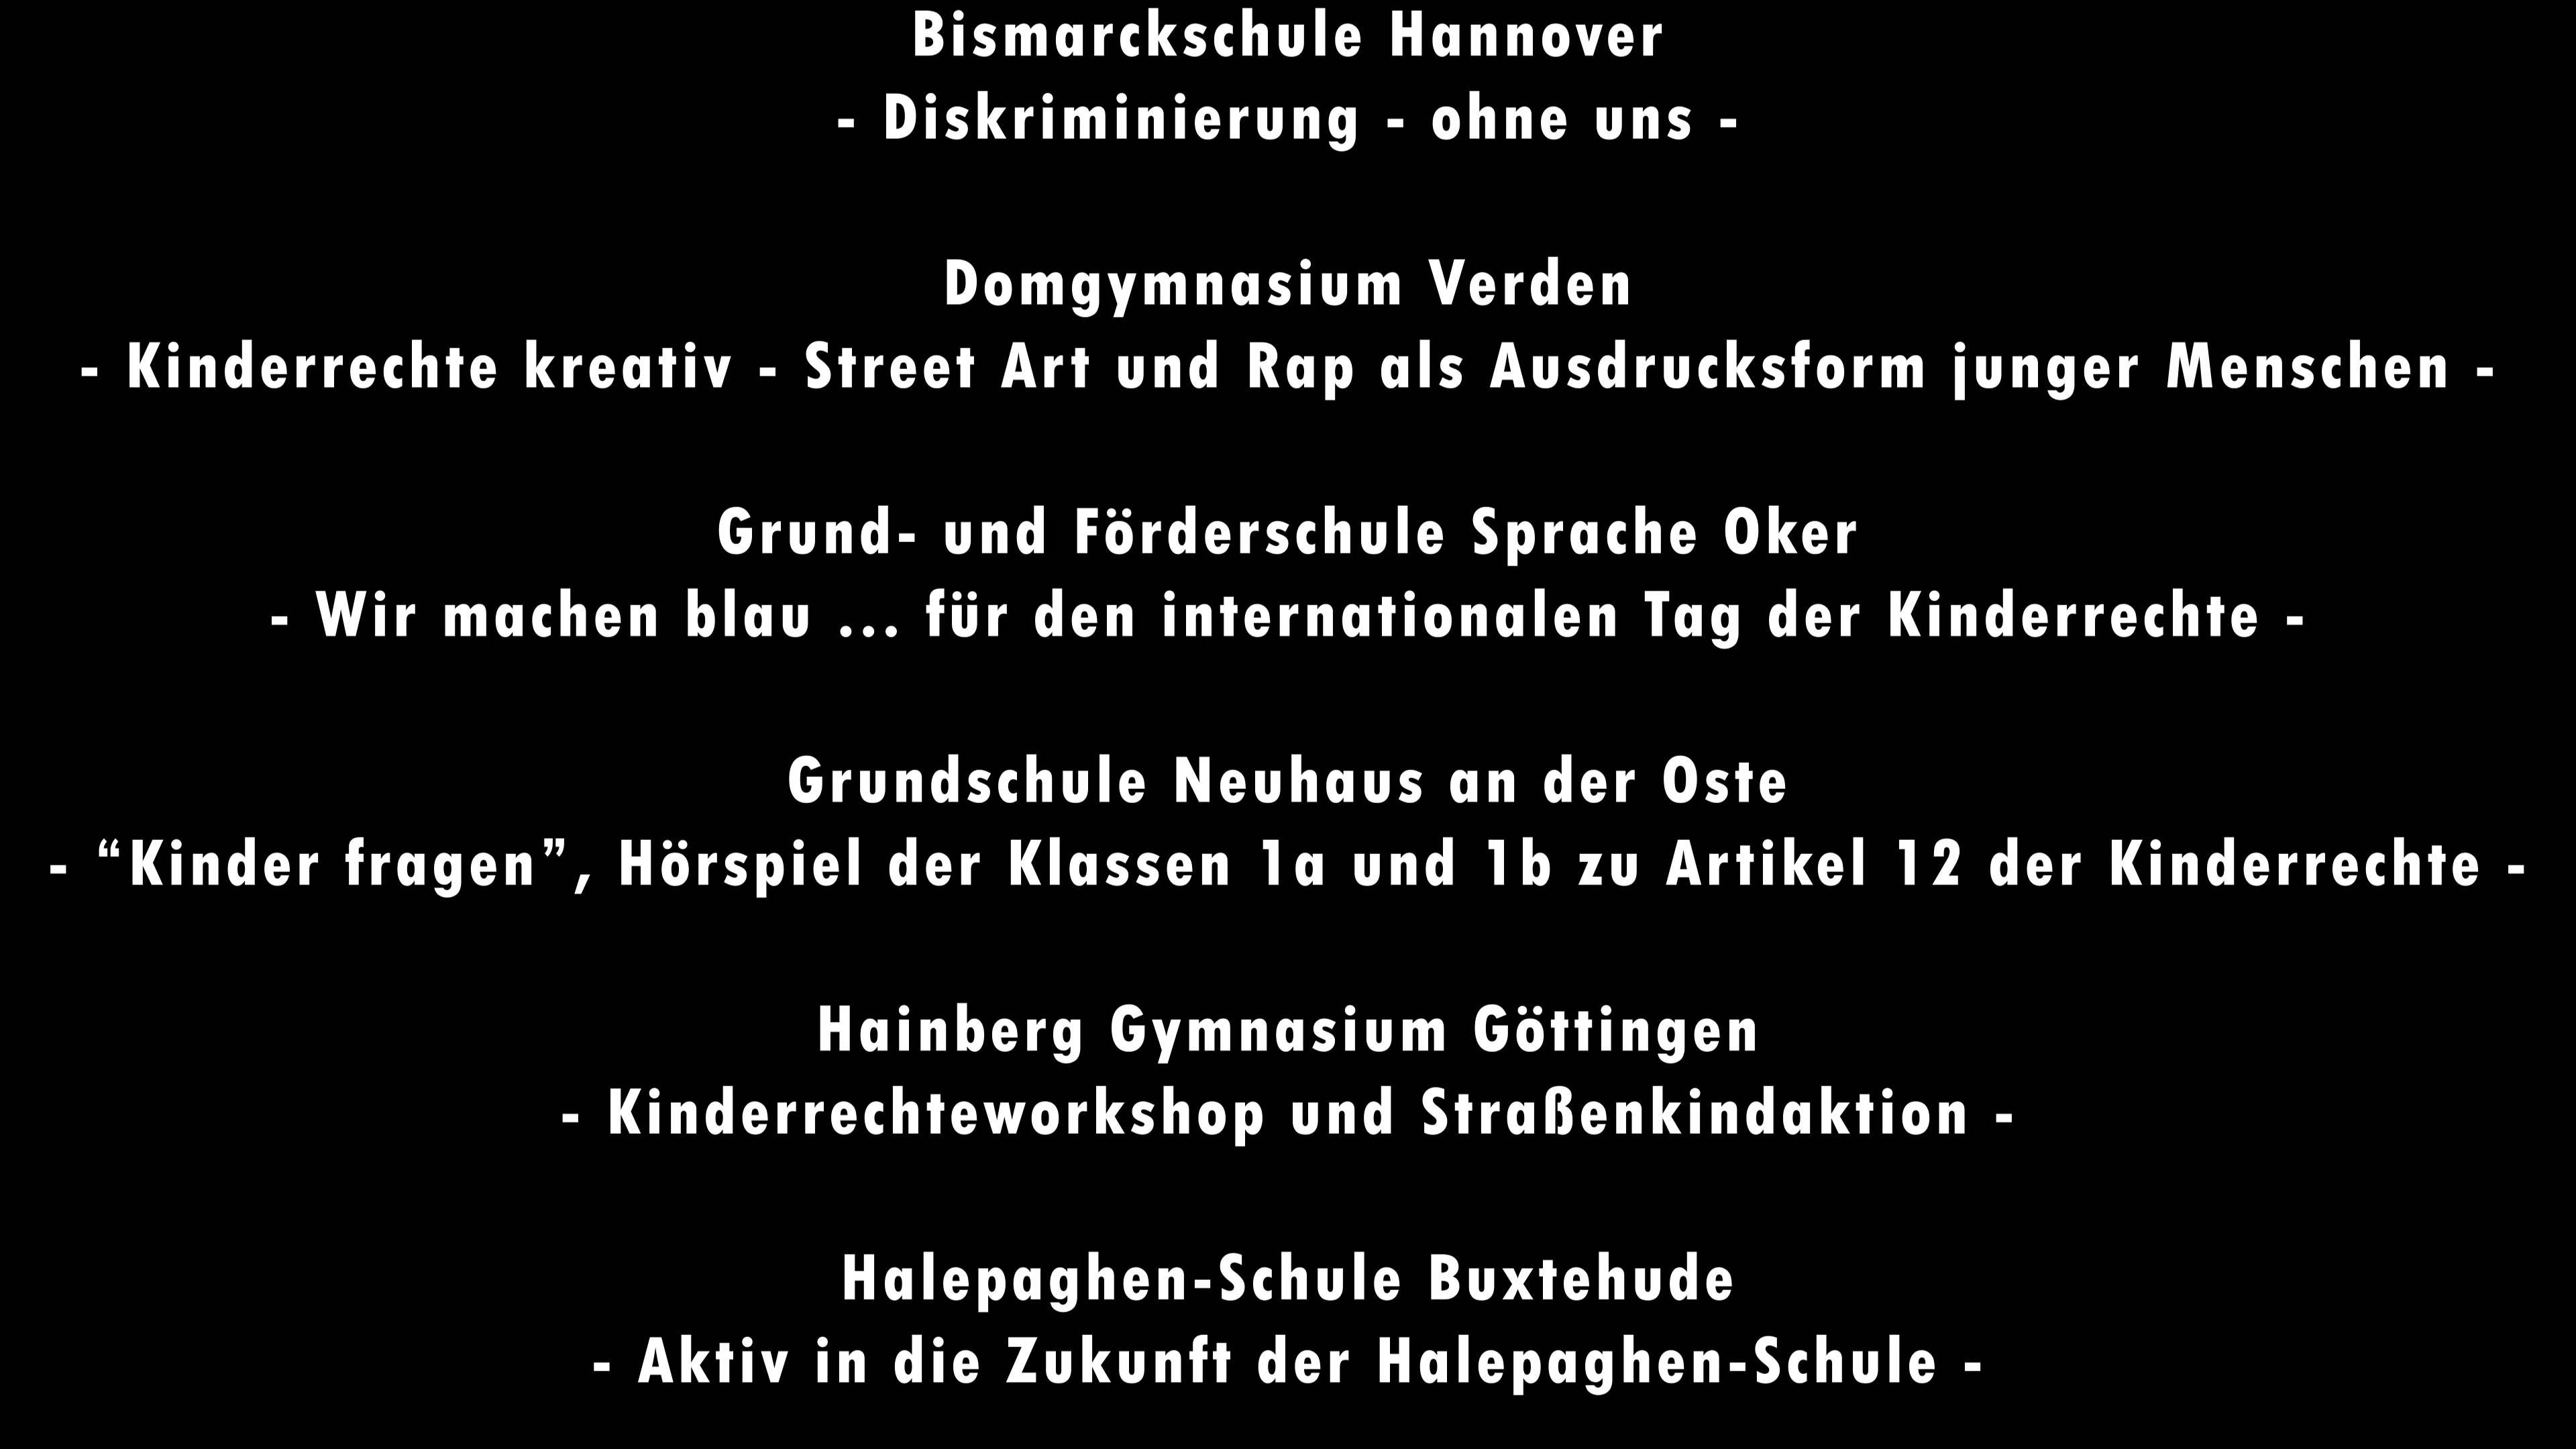 Bismarckschule Hannover
- Diskriminierung - ohne uns -
Domgymnasium Verden
- Kinderrechte kreativ - Street Art und Rap als Ausdrucksform junger Menschen -
Grund- und Förderschule Sprache Oker
- Wir machen blau ... für den internationalen Tag der Kinderrechte -
Grundschule Neuhaus an der Oste
- “Kinder fragen”, Hörspiel der Klassen 1a und 1b zu Artikel 12 der Kinderrechte -
Hainberg Gymnasium Göttingen
- Kinderrechteworkshop und Straßenkindaktion -
Halepaghen-Schule Buxtehude
- Aktiv in die Zukunft der Halepaghen-Schule -